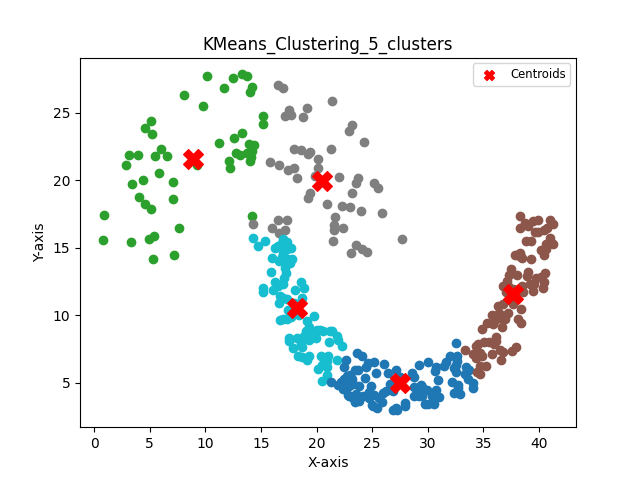 KMeans_Clustering_5_clusters
Centroids
25
20
15
10
5
Y-axis
0 5 10 15 20 25 30 35 40
X-axis